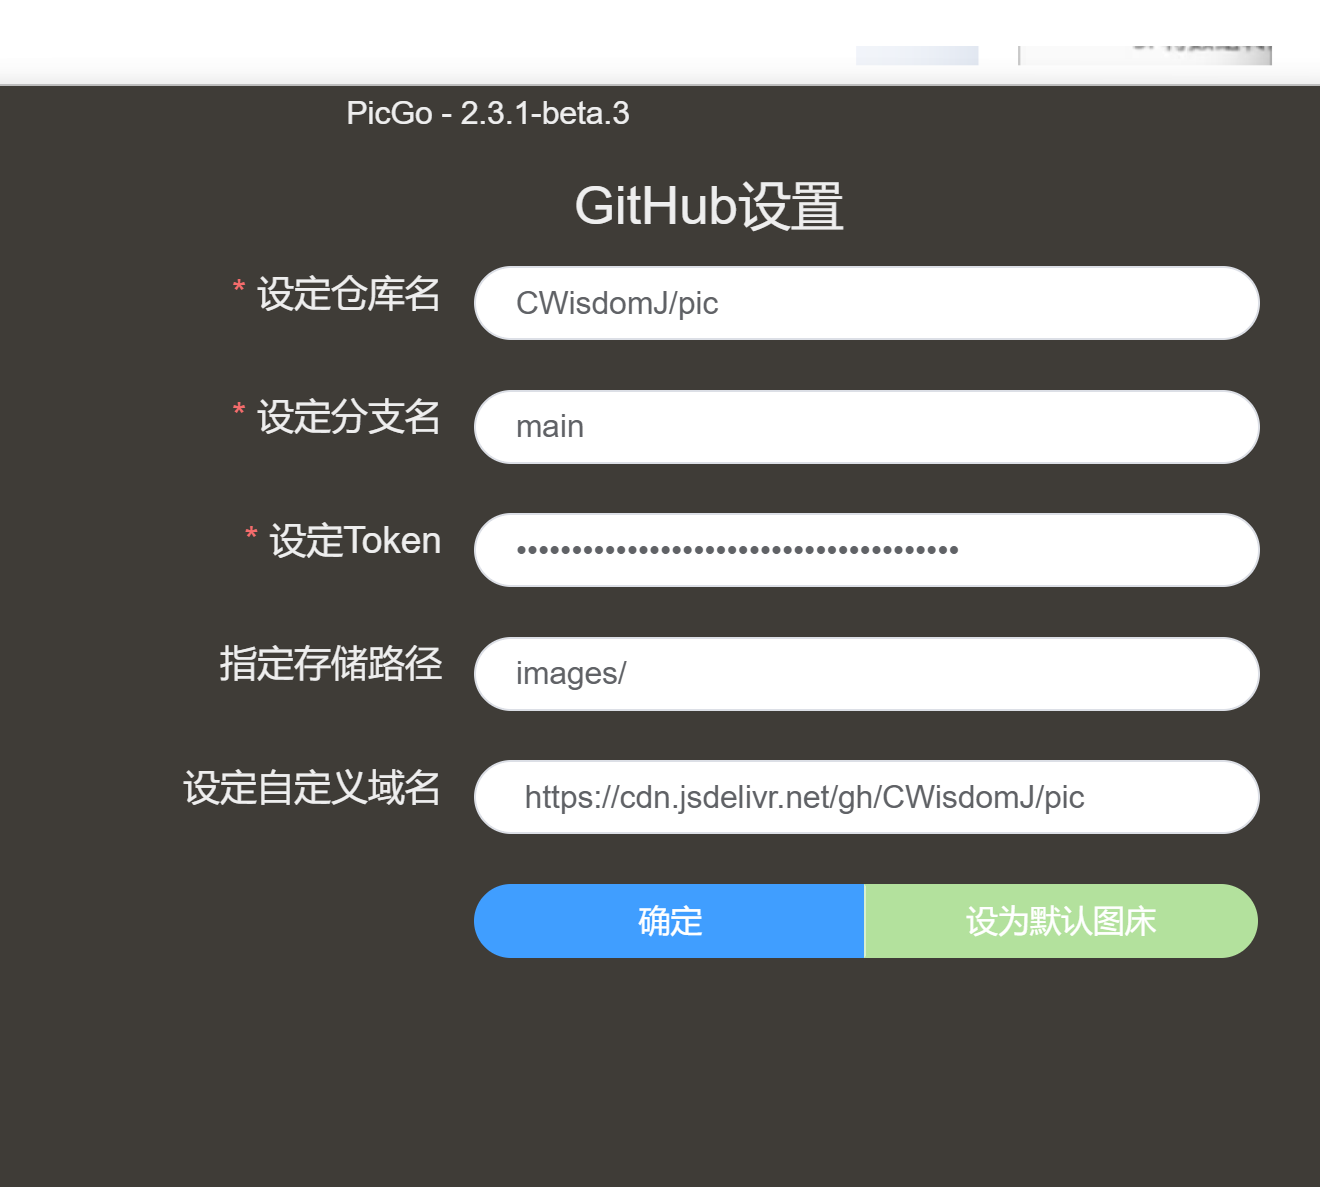 PicGo - 2.3.1-beta.3
GitHub设置
* 设定仓库名 CWisdomJ/pic
* 设定分支名 main
* 设定Token ••••••••••••••••••••••••••••••••••••••••
指定存储路径 images/
设定自定义域名 https://cdn.jsdelivr.net/gh/CWisdomJ/pic
确定 设为默认图床